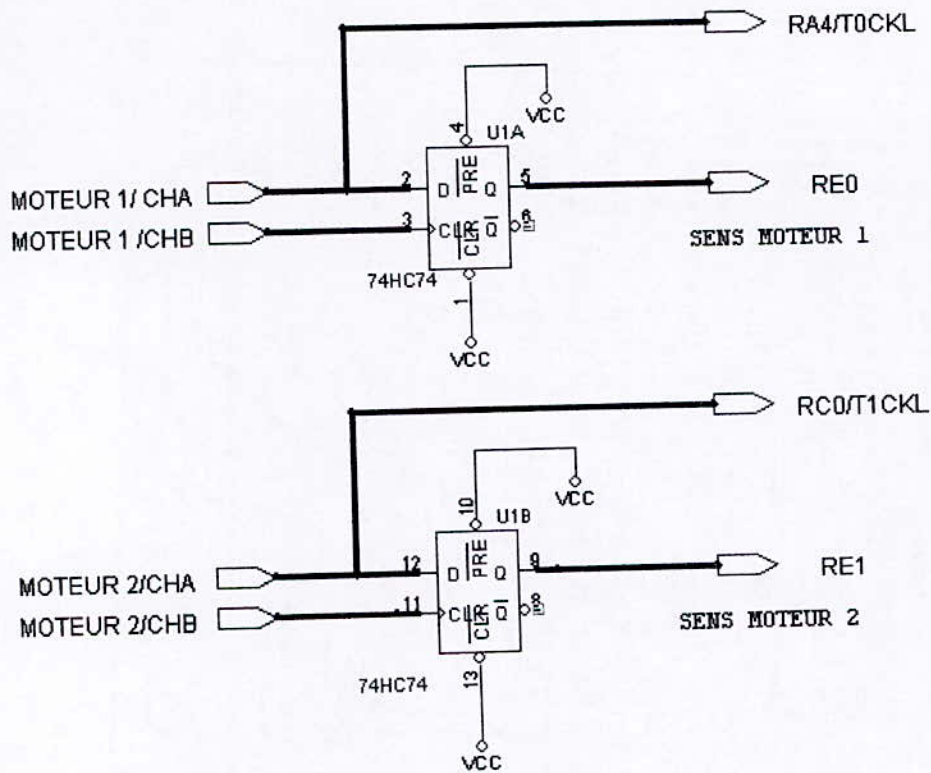 RA4/T0CKL
VCC
4
U1A
MOTEUR 1/ CHA
2
D
PRE
Q
5
RE0
MOTEUR 1 /CHB
3
CLR
Q
6
SENS MOTEUR 1
74HC74
1
VCC
RC0/T1CKL
10
VCC
U1B
MOTEUR 2/CHA
12
D
PRE
Q
9
RE1
MOTEUR 2/CHB
11
CLR
Q
8
SENS MOTEUR 2
74HC74
13
VCC